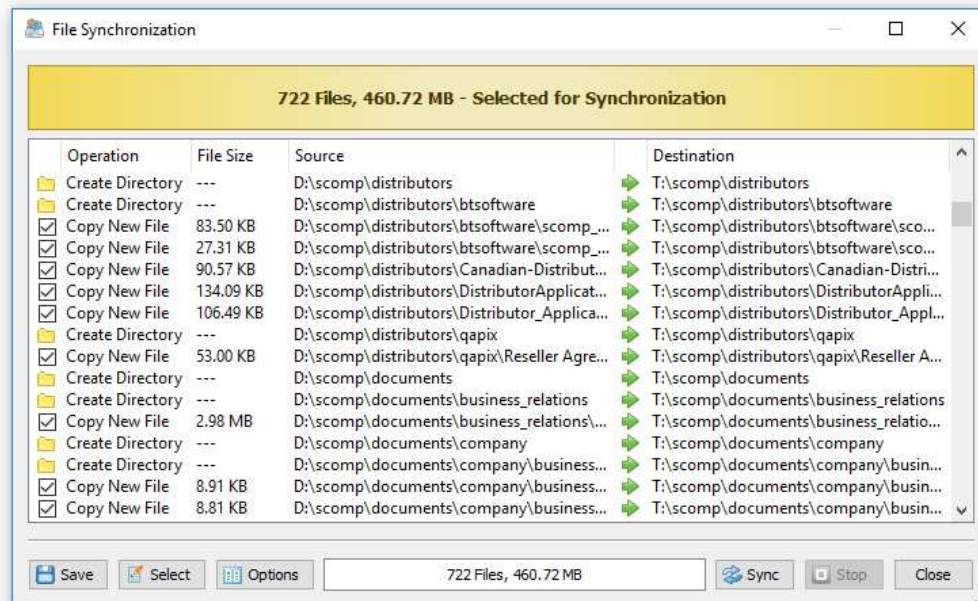 File Synchronization
722 Files, 460.72 MB - Selected for Synchronization
Operation File Size Source Destination
Create Directory --- D:\scomp\distributors T:\scomp\distributors
Create Directory --- D:\scomp\distributors\btsoftware T:\scomp\distributors\btsoftware
Copy New File 83.50 KB D:\scomp\distributors\btsoftware\scomp_... T:\scomp\distributors\btsoftware\sco...
Copy New File 27.31 KB D:\scomp\distributors\btsoftware\scomp_... T:\scomp\distributors\btsoftware\sco...
Copy New File 90.57 KB D:\scomp\distributors\Canadian-Distribut... T:\scomp\distributors\Canadian-Distri...
Copy New File 134.09 KB D:\scomp\distributors\DistributorApplicat... T:\scomp\distributors\DistributorAppli...
Copy New File 106.49 KB D:\scomp\distributors\Distributor_Applica... T:\scomp\distributors\Distributor_Appl...
Create Directory --- D:\scomp\distributors\qapix T:\scomp\distributors\qapix
Copy New File 53.00 KB D:\scomp\distributors\qapix\Reseller Agre... T:\scomp\distributors\qapix\Reseller A...
Create Directory --- D:\scomp\documents T:\scomp\documents
Create Directory --- D:\scomp\documents\business_relations T:\scomp\documents\business_relations
Copy New File 2.98 MB D:\scomp\documents\business_relations\... T:\scomp\documents\business_relatio...
Create Directory --- D:\scomp\documents\company T:\scomp\documents\company
Create Directory --- D:\scomp\documents\company\business... T:\scomp\documents\company\busin...
Copy New File 8.91 KB D:\scomp\documents\company\business... T:\scomp\documents\company\busin...
Copy New File 8.81 KB D:\scomp\documents\company\business... T:\scomp\documents\company\busin...
Save Select Options 722 Files, 460.72 MB Sync Stop Close